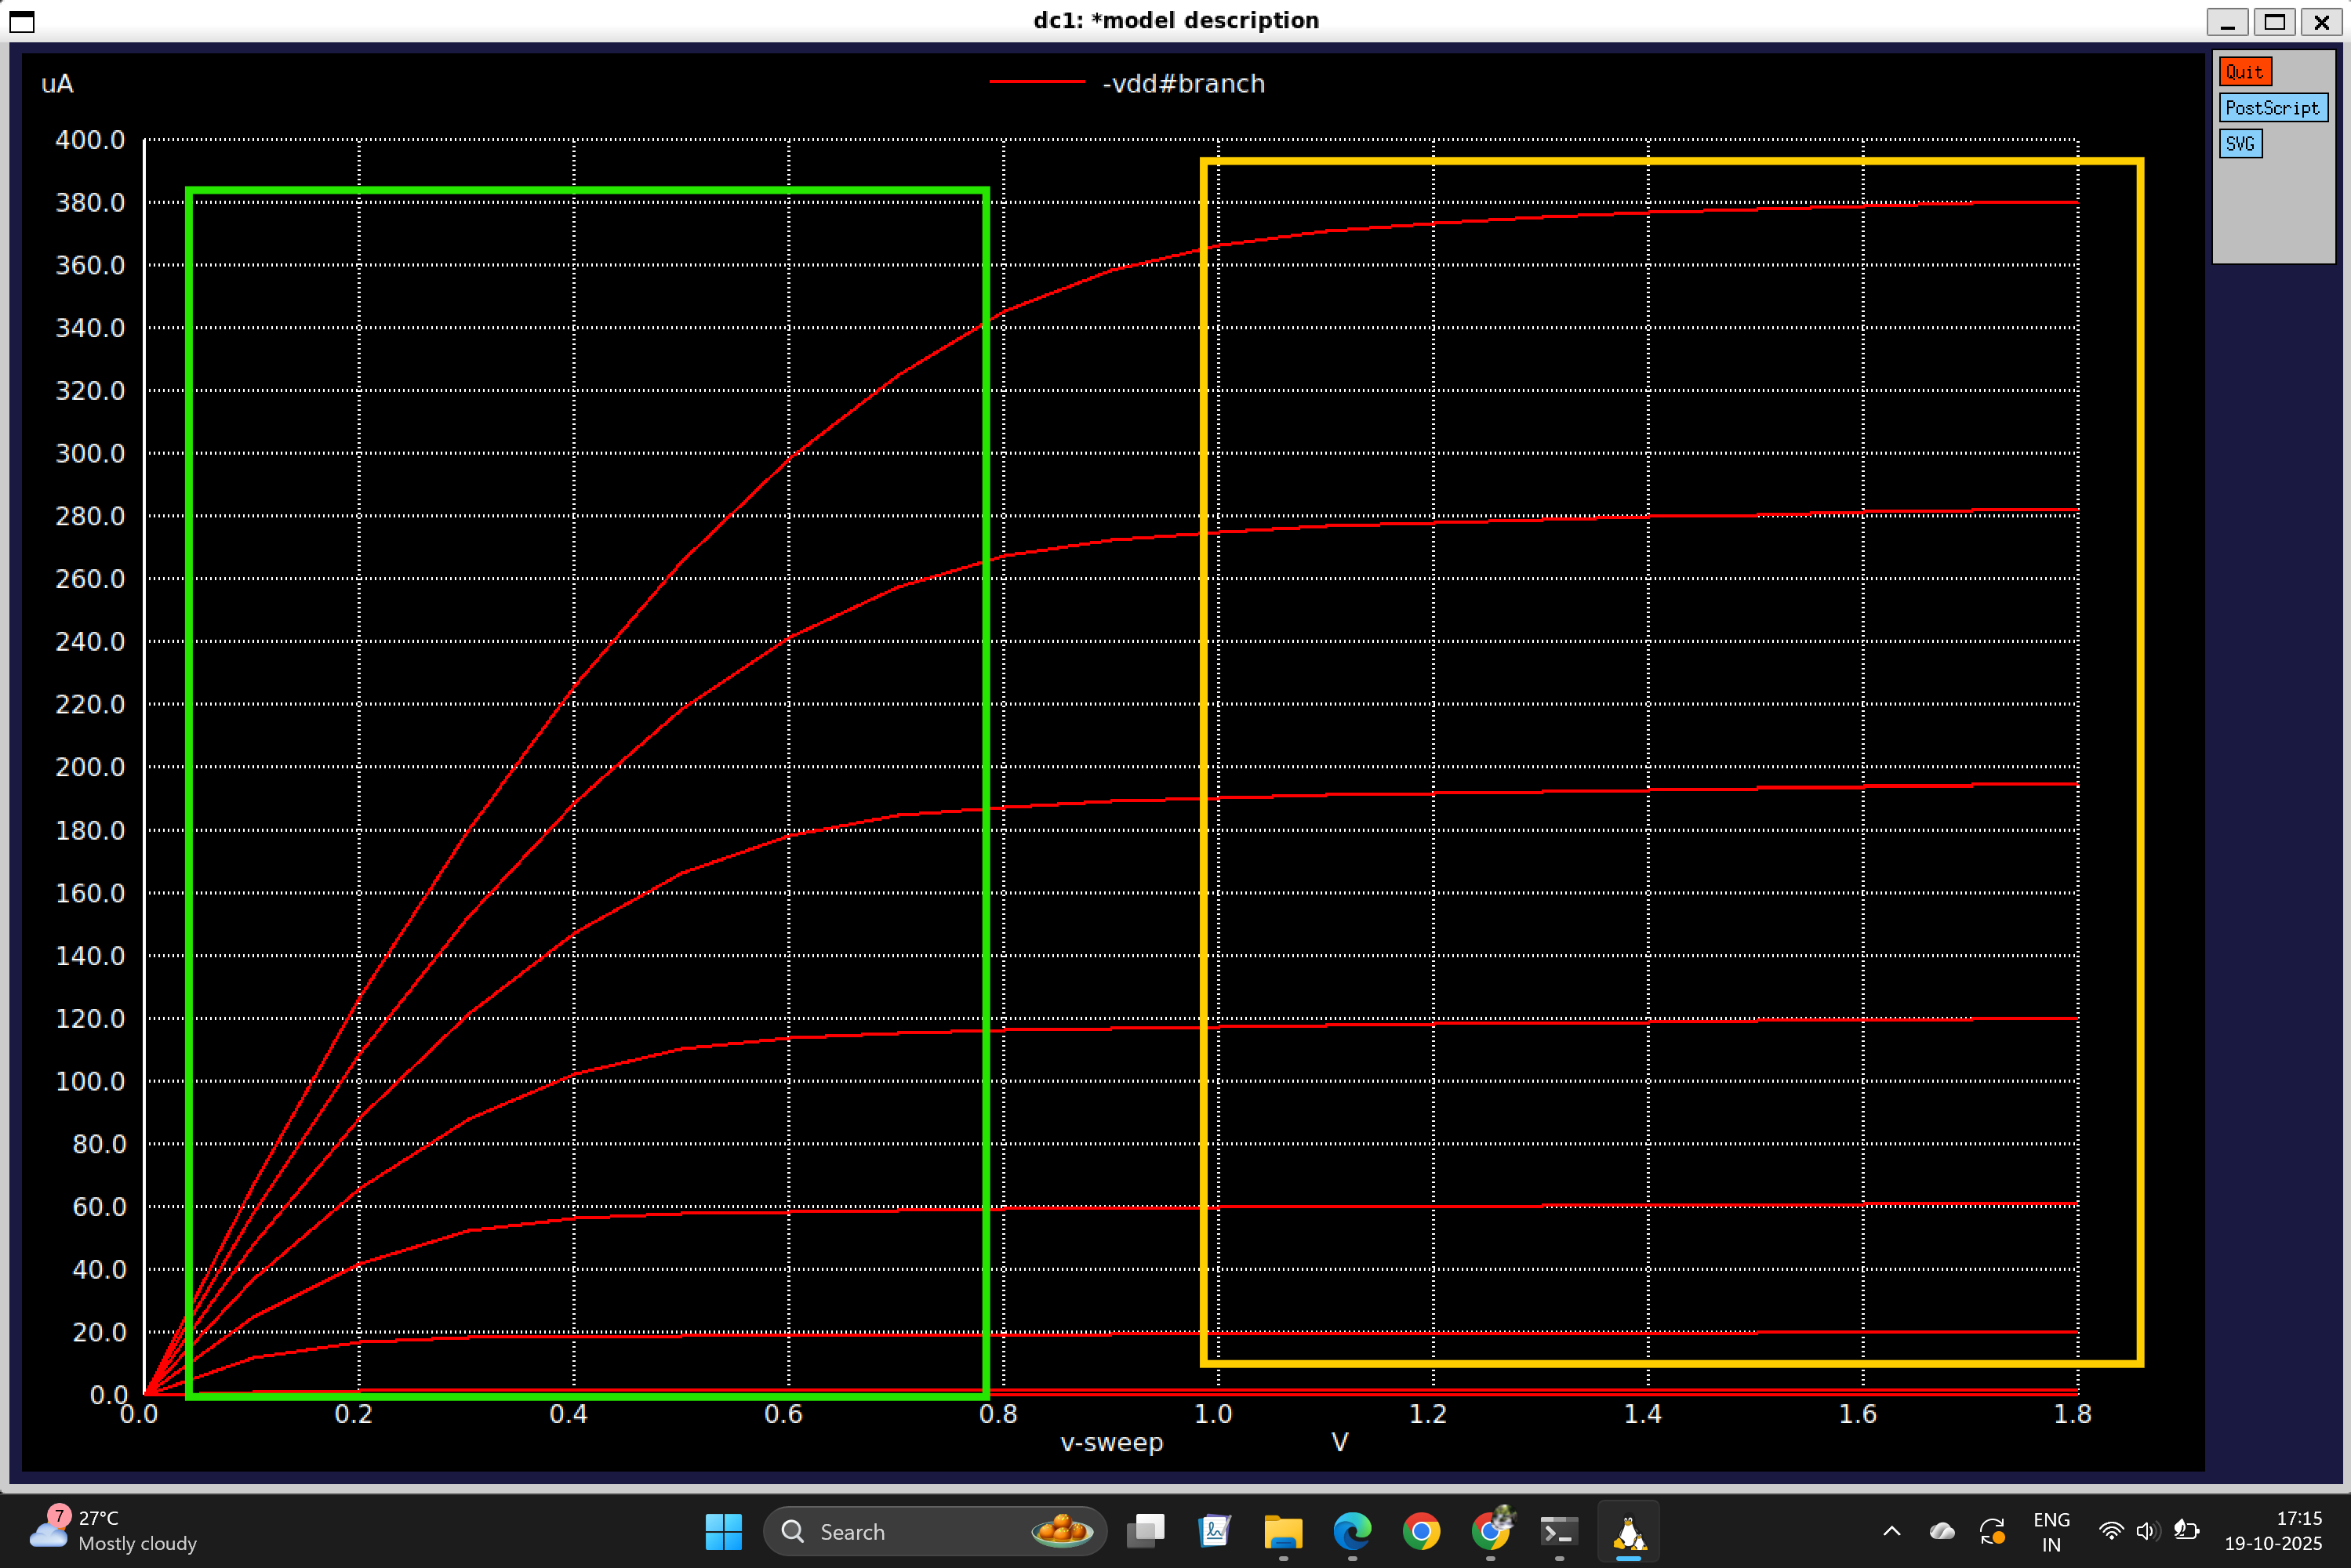 dc1: *model description
uA
-vdd#branch
Quit
PostScript
SVG
400.0
380.0
360.0
340.0
320.0
300.0
280.0
260.0
240.0
220.0
200.0
180.0
160.0
140.0
120.0
100.0
80.0
60.0
40.0
20.0
0.0
0.0 0.2 0.4 0.6 0.8 1.0 1.2 1.4 1.6 1.8
v-sweep V
7
27°C
Mostly cloudy
Search
ENG
IN
17:15
19-10-2025